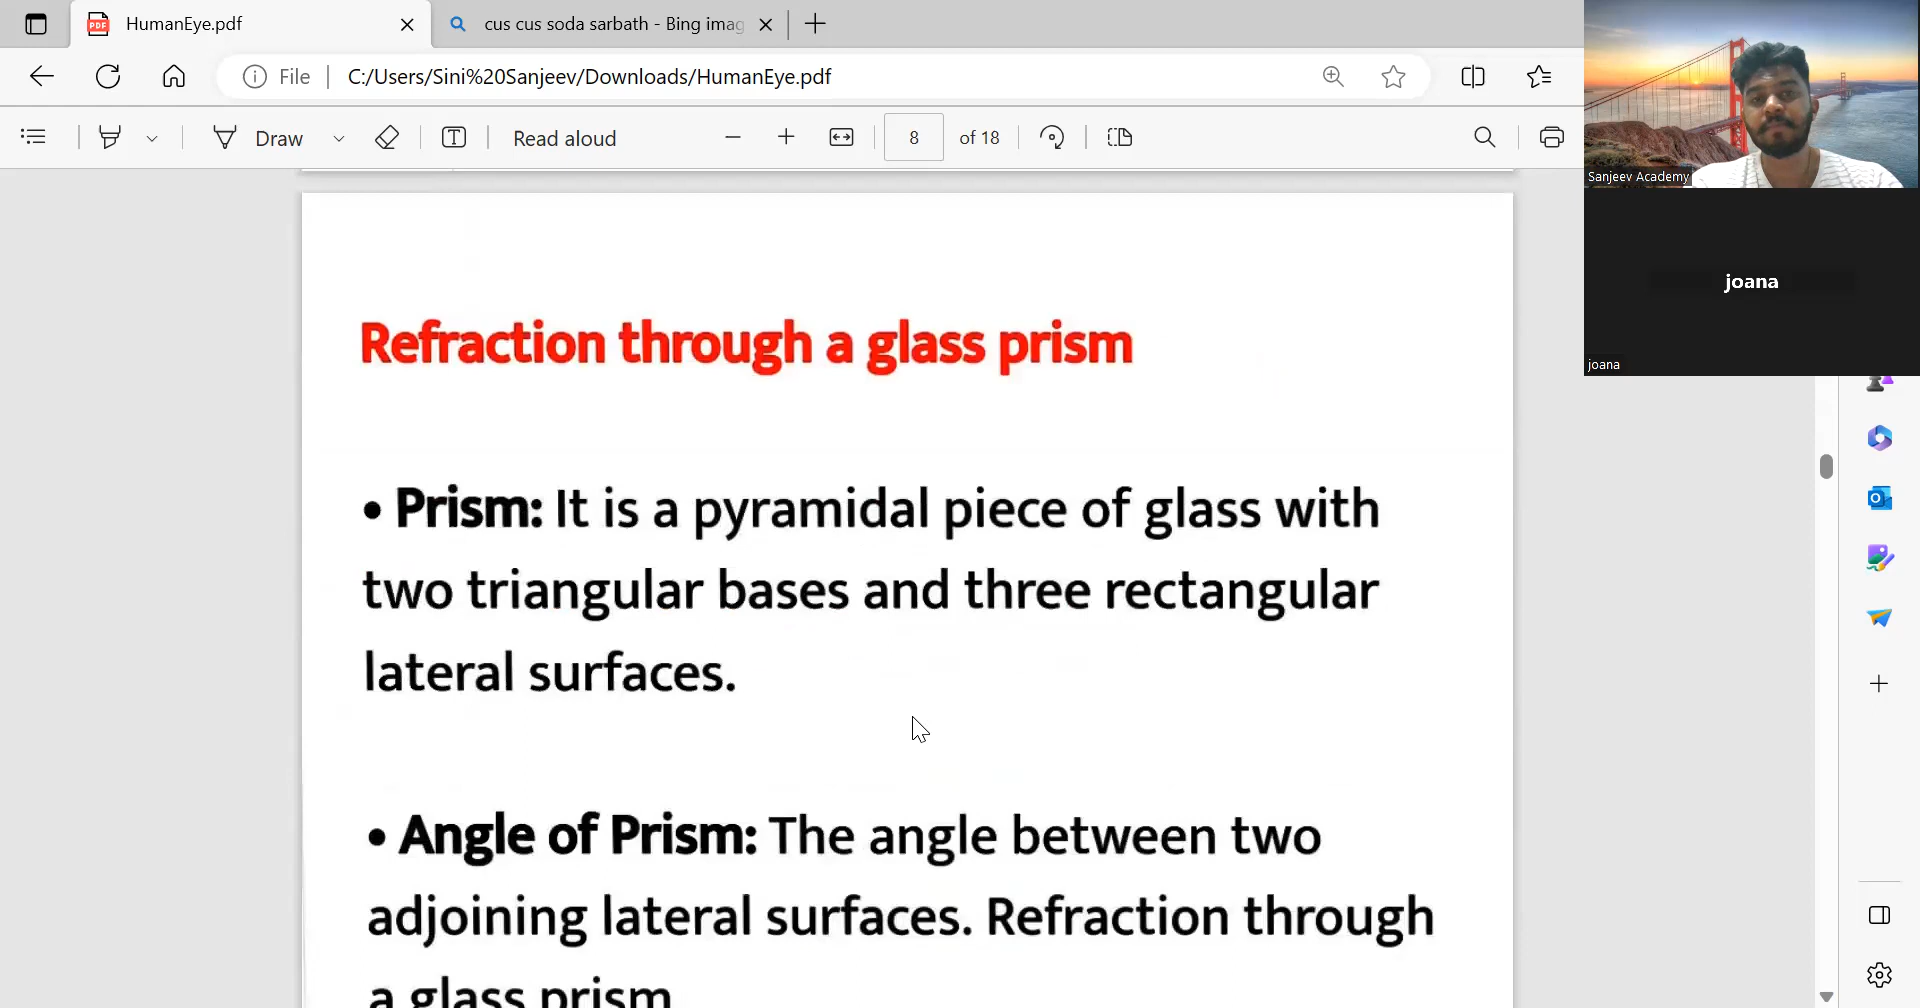 HumanEye.pdf
cus cus soda sarbath - Bing imag
File
C:/Users/Sini%20Sanjeev/Downloads/HumanEye.pdf
Draw
Read aloud
8 of 18
Sanjeev Academy
joana
joana
Refraction through a glass prism
• Prism: It is a pyramidal piece of glass with
two triangular bases and three rectangular
lateral surfaces.
• Angle of Prism: The angle between two
adjoining lateral surfaces. Refraction through
a glass prism